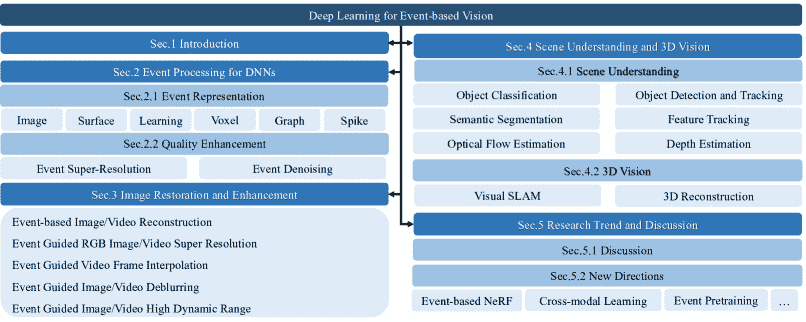 Deep Learning for Event-based Vision
Sec.1 Introduction
Sec.2 Event Processing for DNNs
Sec.2.1 Event Representation
Image Surface Learning Voxel Graph Spike
Sec.2.2 Quality Enhancement
Event Super-Resolution Event Denoising
Sec.3 Image Restoration and Enhancement
Event-based Image/Video Reconstruction
Event Guided RGB Image/Video Super Resolution
Event Guided Video Frame Interpolation
Event Guided Image/Video Deblurring
Event Guided Image/Video High Dynamic Range
Sec.4 Scene Understanding and 3D Vision
Sec.4.1 Scene Understanding
Object Classification Object Detection and Tracking
Semantic Segmentation Feature Tracking
Optical Flow Estimation Depth Estimation
Sec.4.2 3D Vision
Visual SLAM 3D Reconstruction
Sec.5 Research Trend and Discussion
Sec.5.1 Discussion
Sec.5.2 New Directions
Event-based NeRF Cross-modal Learning Event Pretraining ...